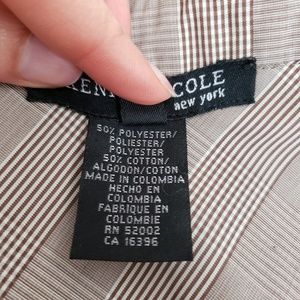 KENN COLE
new york
50% POLYESTER/
POLIESTER/
POLYESTER
50% COTTON/
ALGODON/COTON
MADE IN COLOMBIA
HECHO EN
COLOMBIA
FABRIQUE EN
COLOMBIE
RN 52002
CA 16396